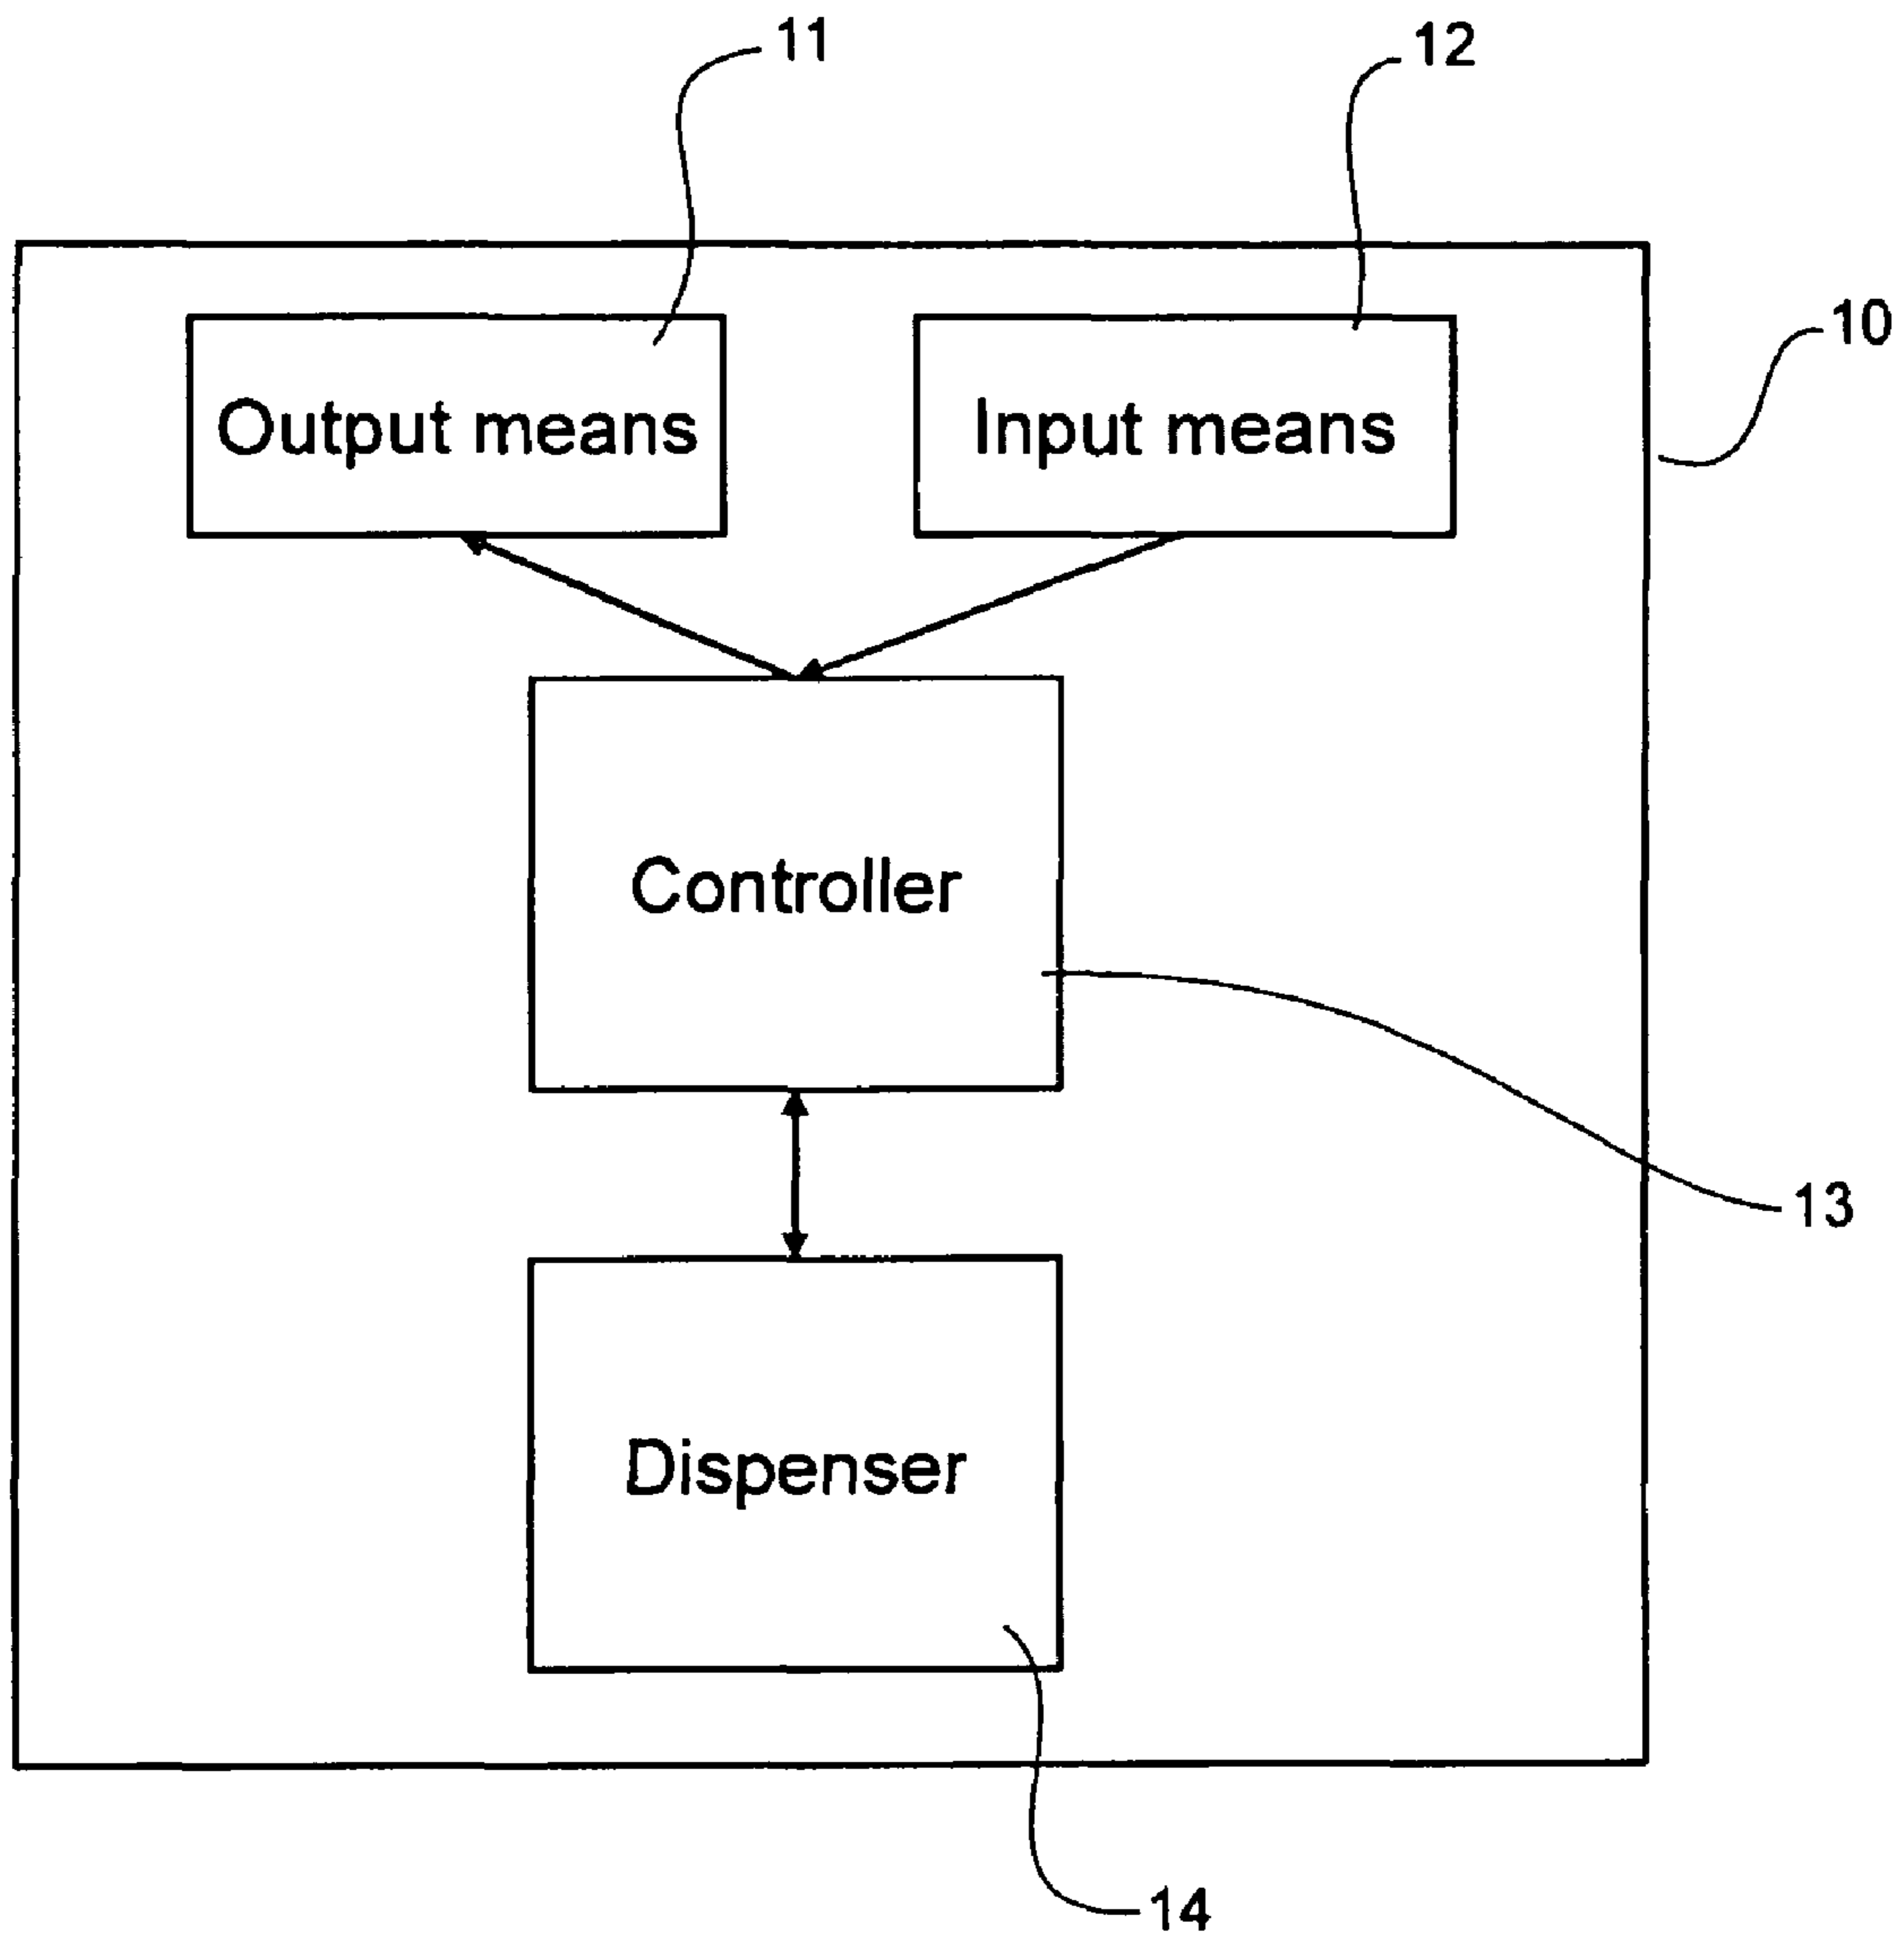 11
12
10
Output means
Input means
Controller
13
Dispenser
14